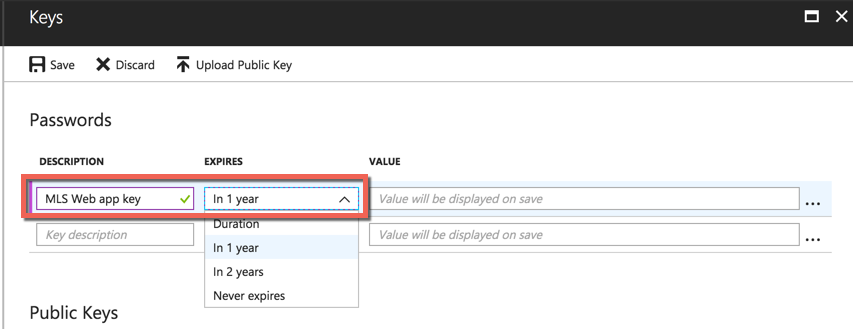 Keys
Save Discard Upload Public Key
Passwords
DESCRIPTION EXPIRES VALUE
MLS Web app key In 1 year Value will be displayed on save ...
Key description Duration Value will be displayed on save ...
In 1 year
In 2 years
Never expires
Public Keys